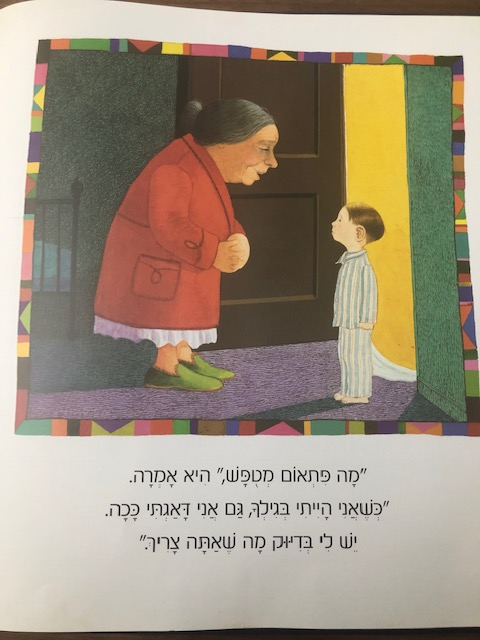 "מָה פִּתְאוֹם מְטֻפָּשׁ," הִיא אָמְרָה.
"כְּשֶׁאֲנִי הָיִיתִי בְּגִילְךָ, גַּם אֲנִי דָּאַגְתִּי כָּכָה.
יֵשׁ לִי בְּדִיּוּק מָה שֶׁאַתָּה צָרִיךְ."